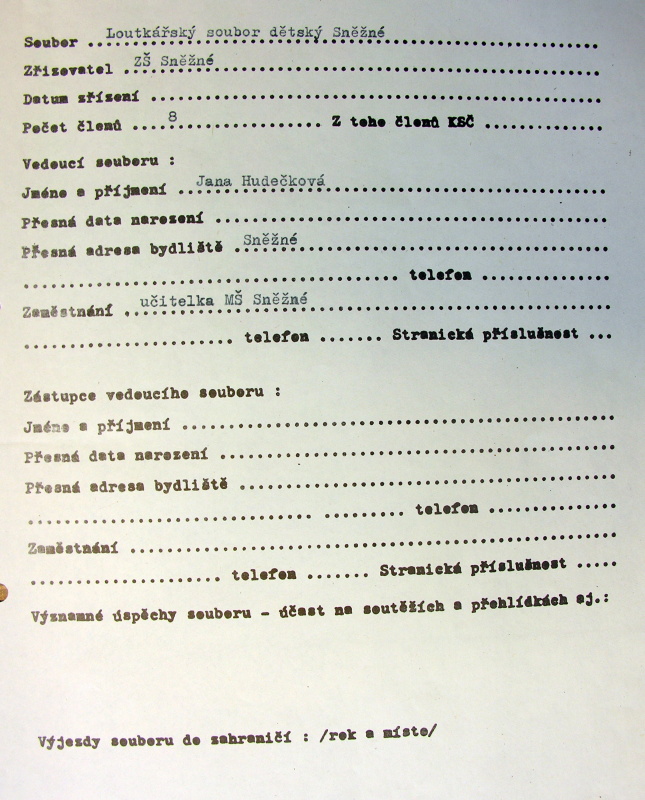 Soubor ..Loutkářský soubor dětský Sněžné..............................
Zřizovatel ..ZŠ Sněžné..............................
Datum zřízení ..............................
Počet členů ....8.................. Z toho členů KSČ ...............
Vedoucí souboru :
Jméno a příjmení ..Jana Hudečková..............................
Přesná data narození ..............................
Přesná adresa bydliště ..Sněžné..............................
.............................. telefon ................
Zaměstnání ..učitelka MŠ Sněžné..............................
.......................... telefon ....... Stranická příslušnost ...
Zástupce vedoucího souboru :
Jméno a příjmení ..............................
Přesná data narození ..............................
Přesná adresa bydliště ..............................
.............................. .......... telefon ................
Zaměstnání ..............................
........................ telefon ........ Stranická příslušnost .....
Významné úspěchy souboru - účast na soutěžích a přehlídkách aj.:
Výjezdy souboru do zahraničí : /rok a místo/